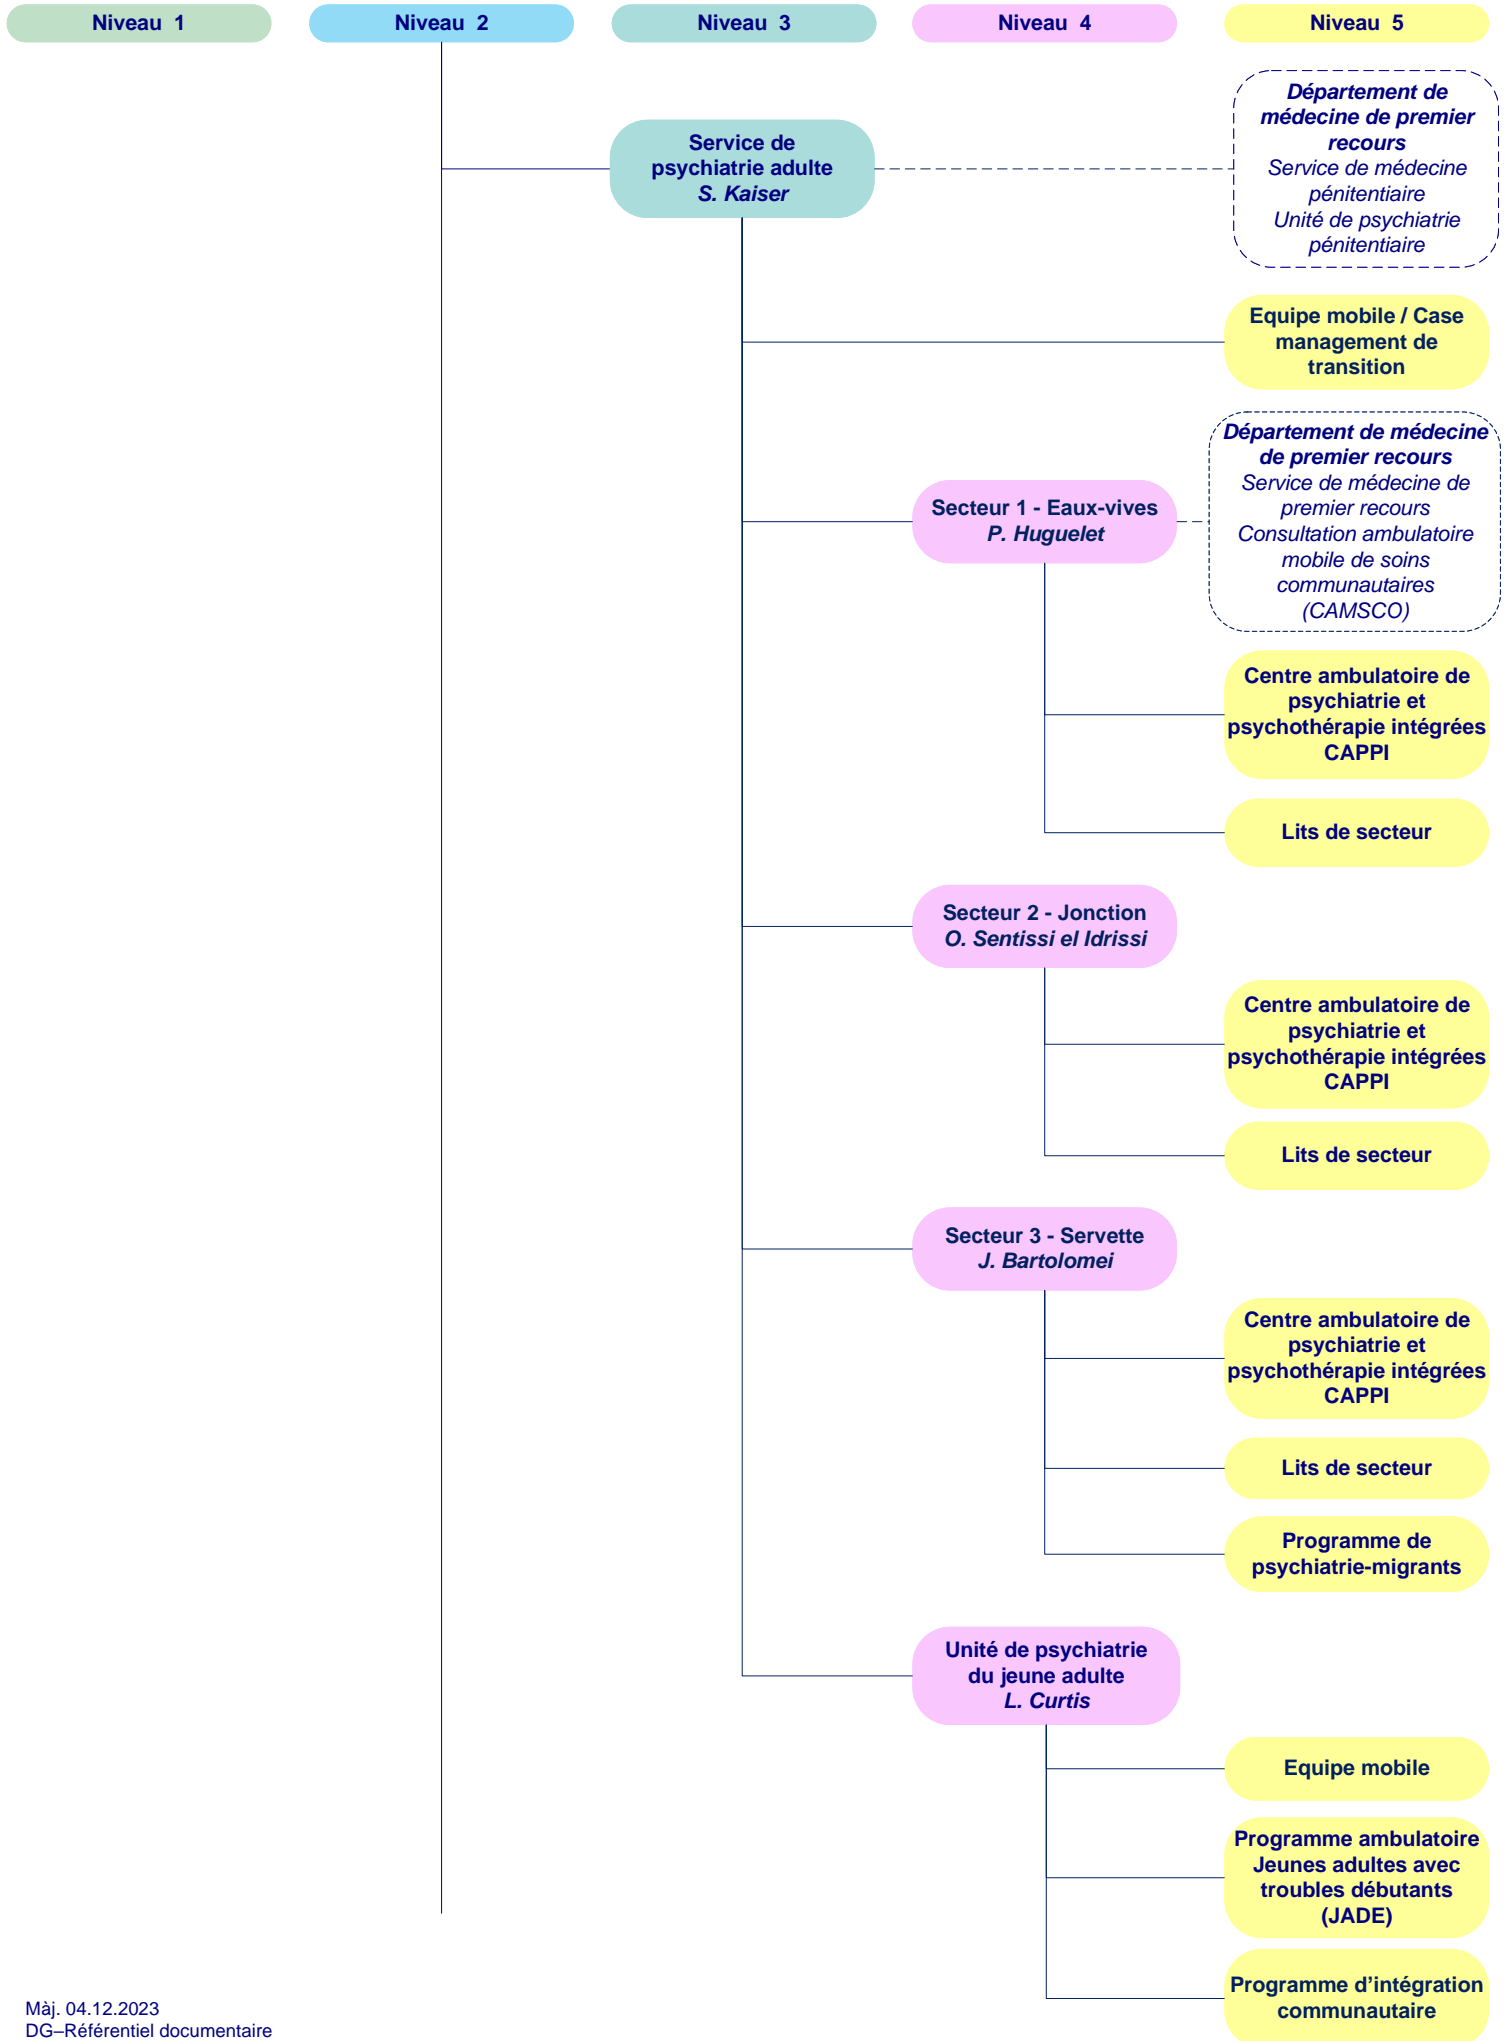 Niveau 1
Niveau 2
Niveau 3
Niveau 4
Niveau 5
Département de
médecine de premier
recours
Service de médecine
pénitentiaire
Unité de psychiatrie
pénitentiaire
Service de
psychiatrie adulte
S. Kaiser
Equipe mobile / Case
management de
transition
Département de médecine
de premier recours
Service de médecine de
premier recours
Consultation ambulatoire
mobile de soins
communautaires
(CAMSCO)
Secteur 1 - Eaux-vives
P. Huguelet
Centre ambulatoire de
psychiatrie et
psychothérapie intégrées
CAPPI
Lits de secteur
Secteur 2 - Jonction
O. Sentissi el Idrissi
Centre ambulatoire de
psychiatrie et
psychothérapie intégrées
CAPPI
Lits de secteur
Secteur 3 - Servette
J. Bartolomei
Centre ambulatoire de
psychiatrie et
psychothérapie intégrées
CAPPI
Lits de secteur
Programme de
psychiatrie-migrants
Unité de psychiatrie
du jeune adulte
L. Curtis
Equipe mobile
Programme ambulatoire
Jeunes adultes avec
troubles débutants
(JADE)
Programme d’intégration
communautaire
Màj. 04.12.2023
DG–Référentiel documentaire